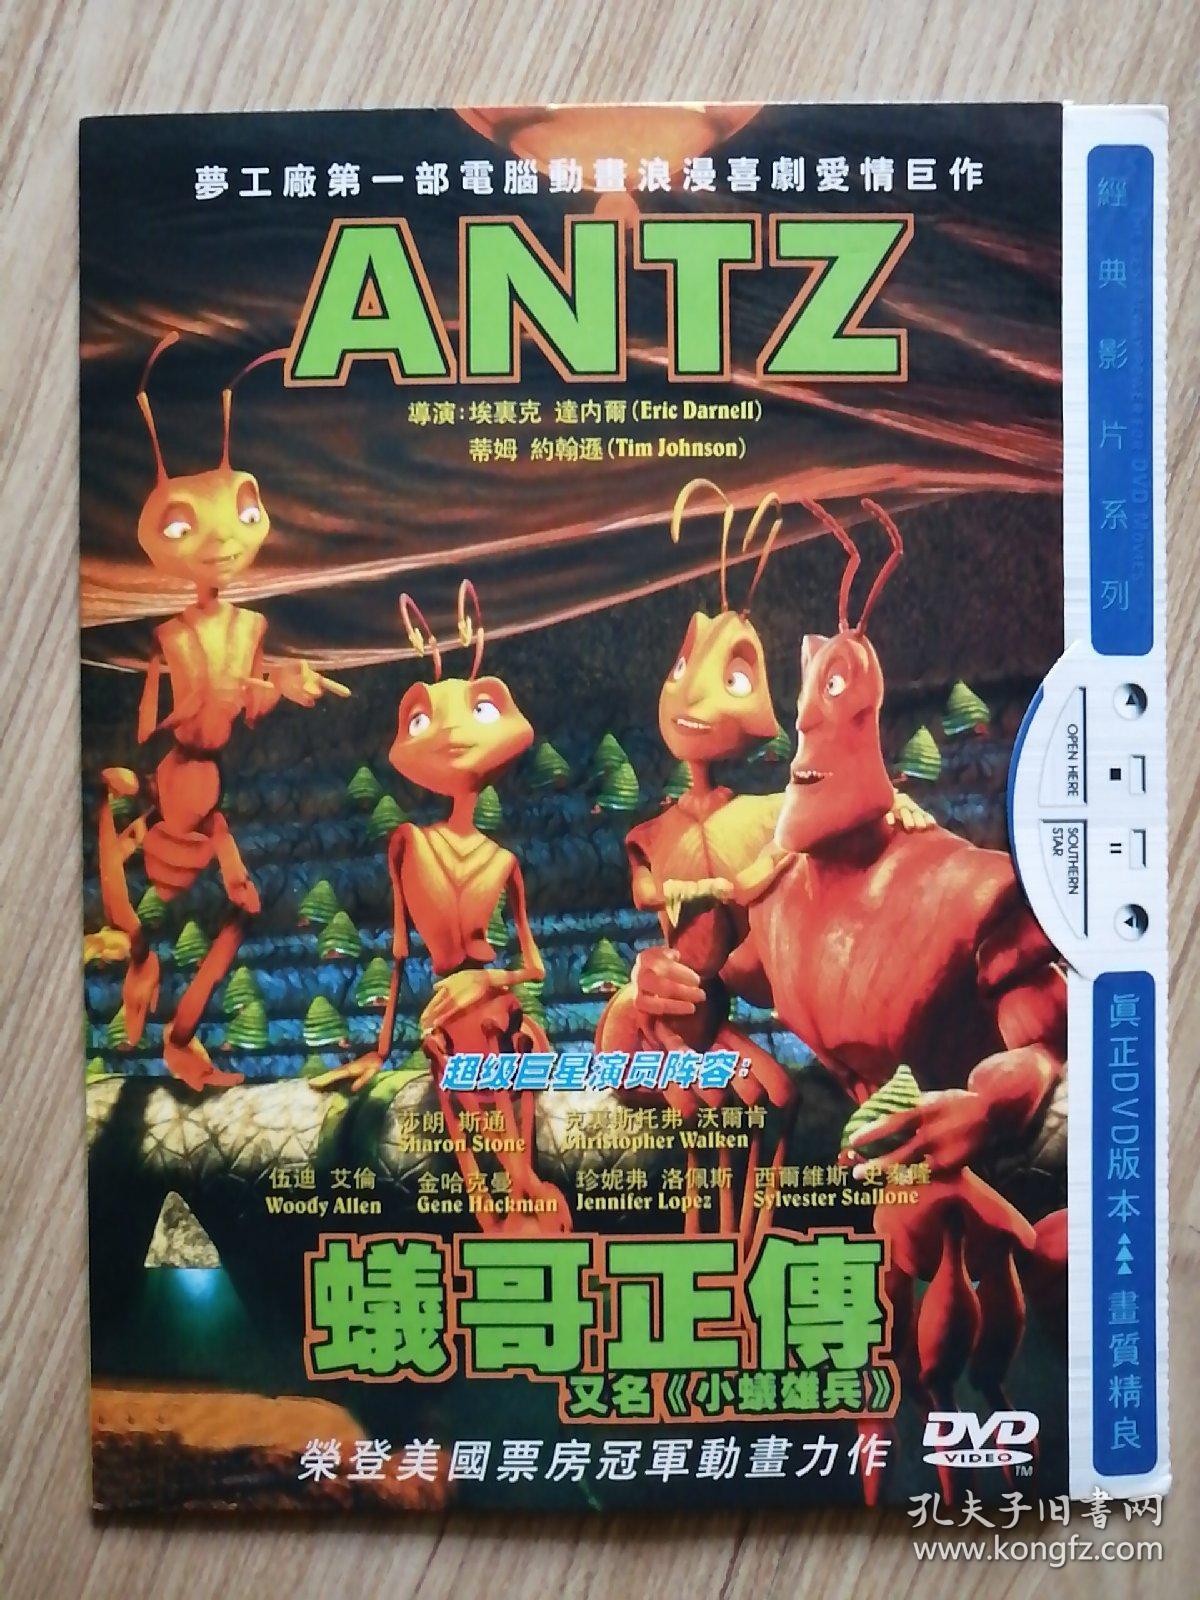 夢工廠第一部電腦動畫浪漫喜劇愛情巨作
ANTZ
導演:埃裏克 達内爾(Eric Darnell)
蒂姆 約翰遜(Tim Johnson)
超级巨星演员阵容:
莎朗 斯通 克裏斯托弗 沃爾肯
Sharon Stone Christopher Walken
伍迪 艾倫 金哈克曼 珍妮弗 洛佩斯 西爾維斯 史泰隆
Woody Allen Gene Hackman Jennifer Lopez Sylvester Stallone
蟻哥正傳
又名《小蟻雄兵》
榮登美國票房冠軍動畫力作
DVD
VIDEO
TM
經典影片系列
OPEN HERE
SOUTHERN
STAR
真正DVD版本
畫質精良
孔夫子旧书网
www.kongfz.com